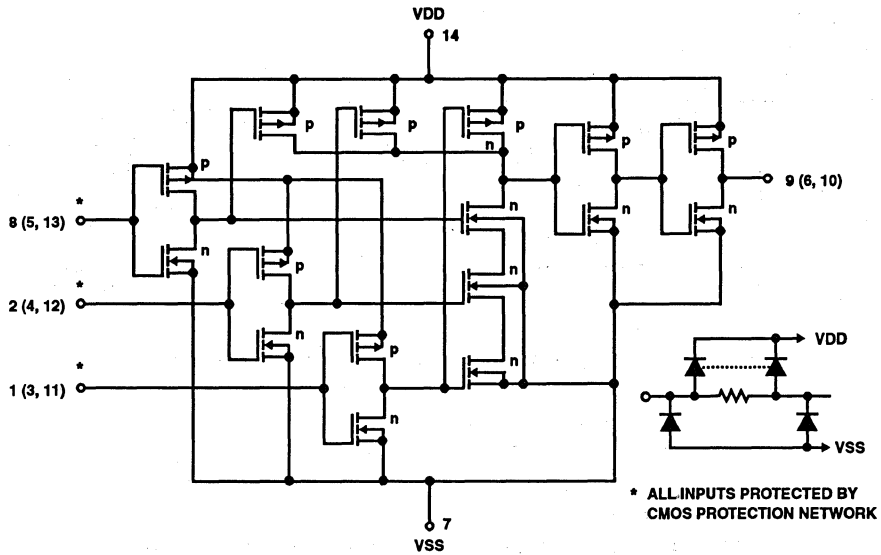 VDD
14
p
p
p
n
p
p
p
*
8 (5, 13)
n
n
n
n
9 (6, 10)
*
2 (4, 12)
p
n
n
*
1 (3, 11)
p
n
n
VDD
VSS
7
VSS
* ALL INPUTS PROTECTED BY
CMOS PROTECTION NETWORK